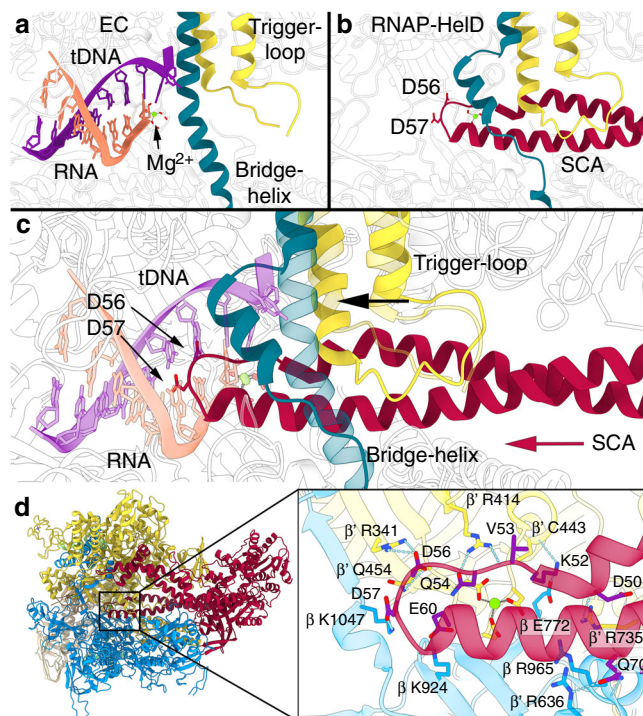 a
EC
tDNA
Trigger-
loop
RNA
Mg²⁺
Bridge-
helix
b
RNAP-HelD
D56
D57
SCA
c
tDNA
D56
D57
Trigger-loop
RNA
Bridge-helix
SCA
d
β' R414
β' R341
V53
β' C443
D56
K52
β' Q454
Q54
D50
D57
E60
β K1047
β E772
β' R735
β R965
β K924
Q70
β' R636